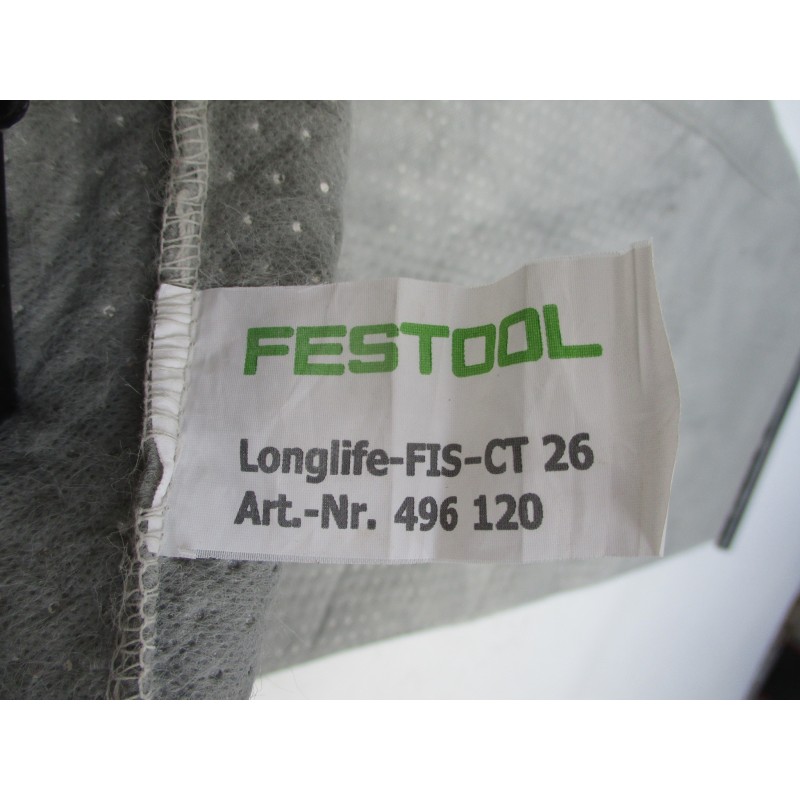 FESTOOL
Longlife-FIS-CT 26
Art.-Nr. 496 120